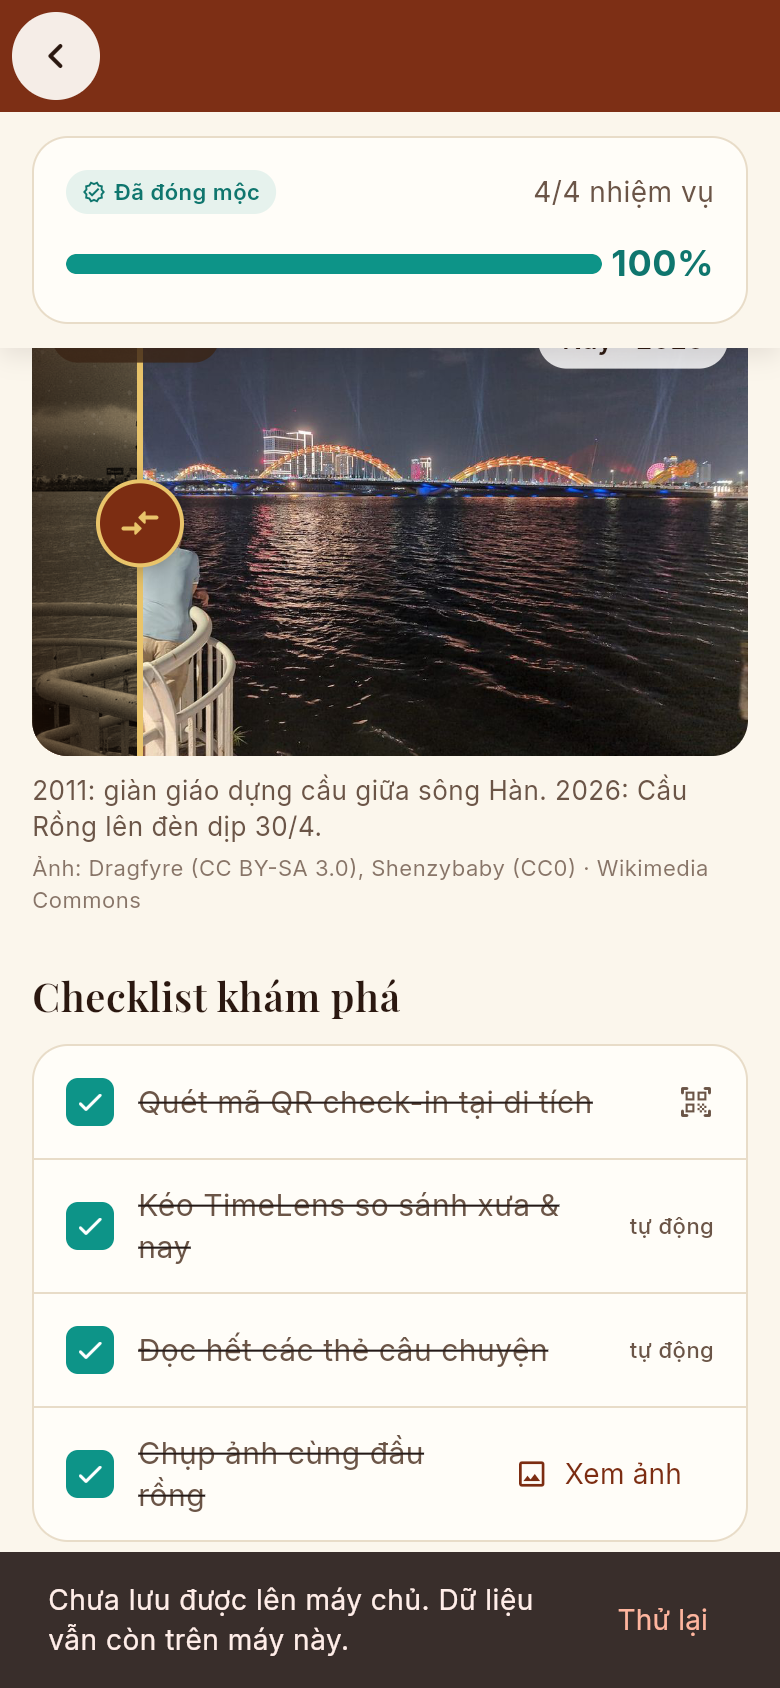 Đã đóng mộc
4/4 nhiệm vụ
100%
2011: giàn giáo dựng cầu giữa sông Hàn. 2026: Cầu
Rồng lên đèn dịp 30/4.
Ảnh: Dragfyre (CC BY-SA 3.0), Shenzybaby (CC0) · Wikimedia
Commons
Checklist khám phá
Quét mã QR check-in tại di tích
Kéo TimeLens so sánh xưa &
nay
tự động
Đọc hết các thẻ câu chuyện
tự động
Chụp ảnh cùng đầu
rồng
Xem ảnh
Chưa lưu được lên máy chủ. Dữ liệu
vẫn còn trên máy này.
Thử lại